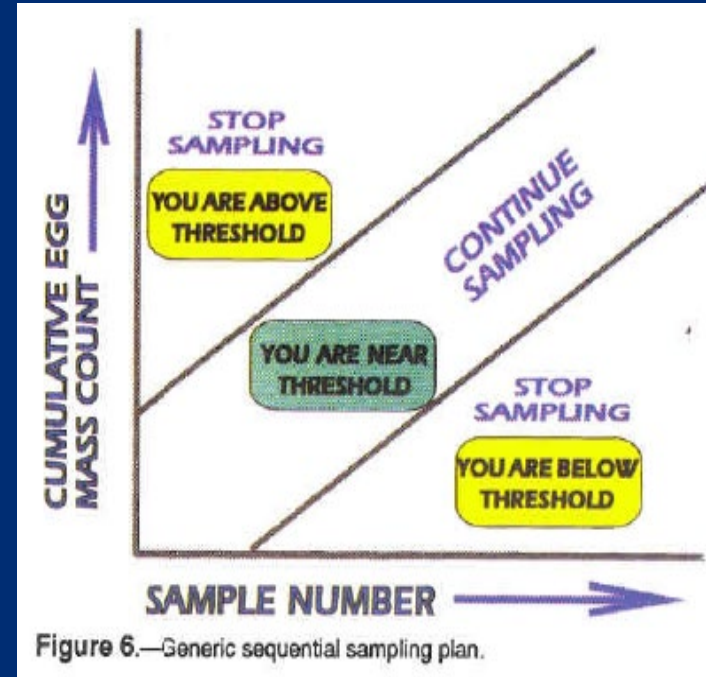 STOP
SAMPLING
YOU ARE ABOVE
THRESHOLD
CONTINUE
SAMPLING
CUMULATIVE EGG
MASS COUNT
YOU ARE NEAR
THRESHOLD
STOP
SAMPLING
YOU ARE BELOW
THRESHOLD
SAMPLE NUMBER
Figure 6.—Generic sequential sampling plan.